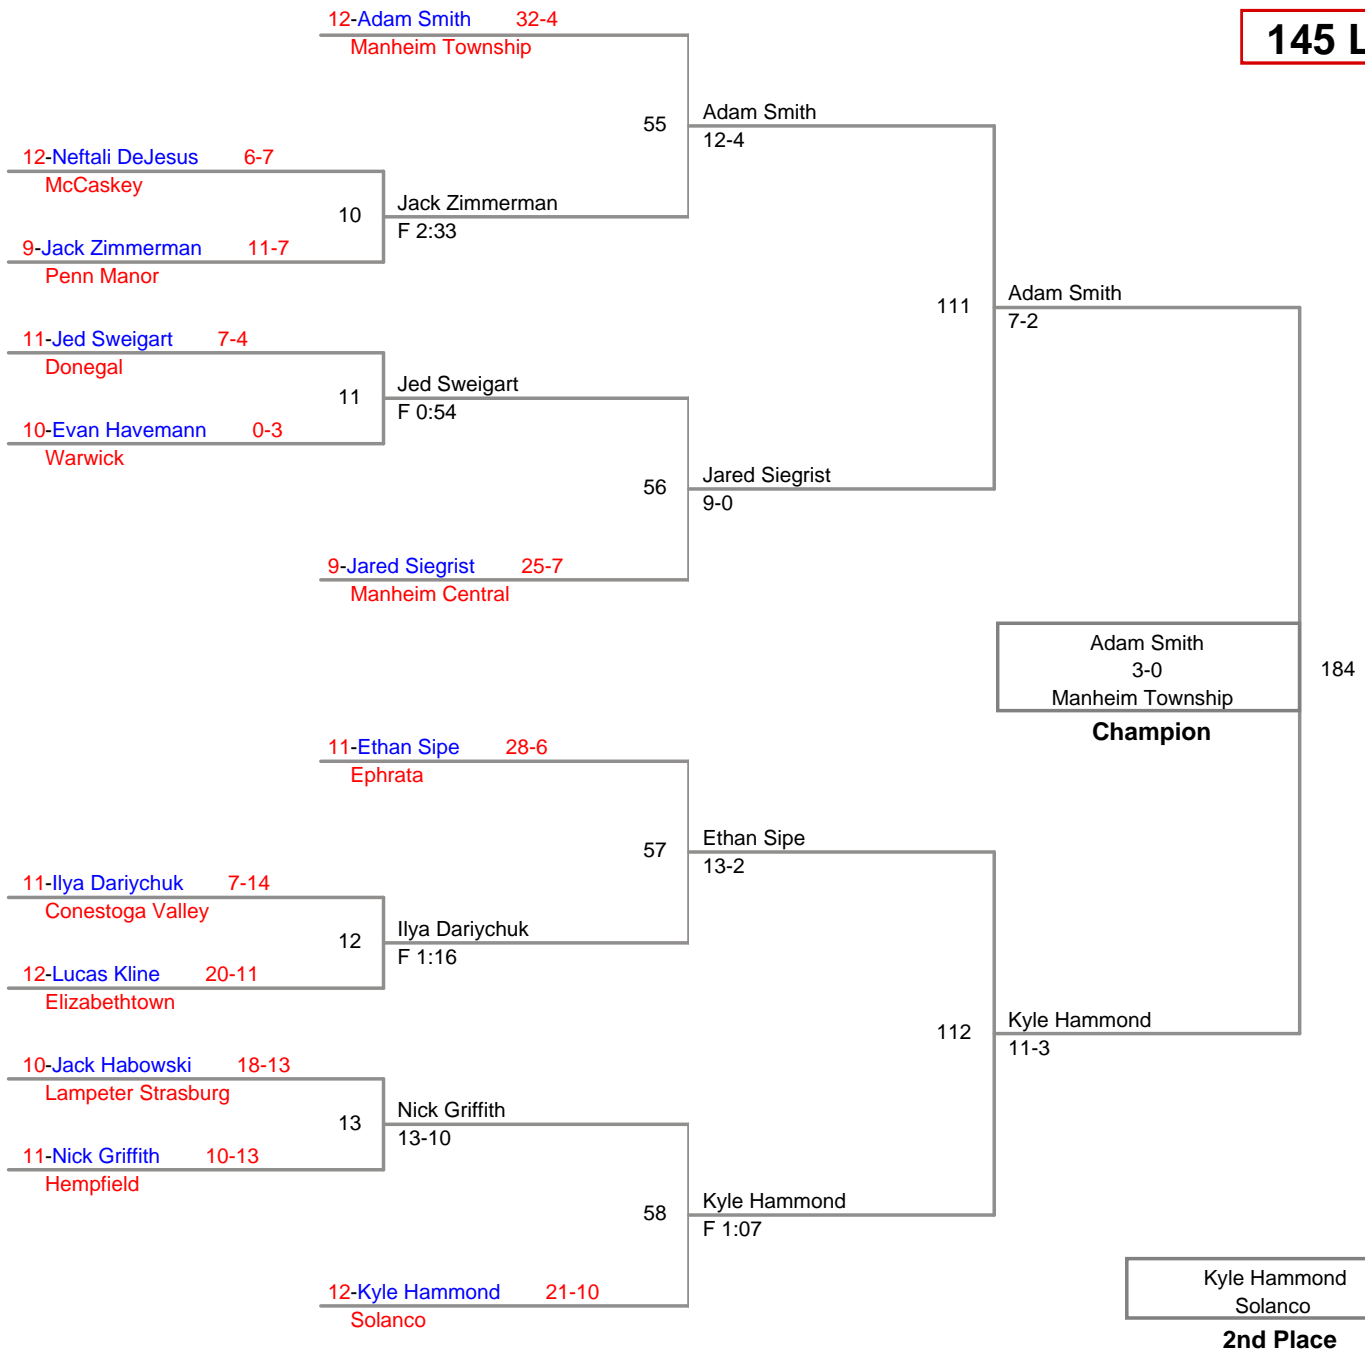 12-Adam Smith 32-4
Manheim Township
145 L
55
Adam Smith
12-4
12-Neftali DeJesus 6-7
McCaskey
10
Jack Zimmerman
F 2:33
9-Jack Zimmerman 11-7
Penn Manor
111
Adam Smith
7-2
11-Jed Sweigart 7-4
Donegal
11
Jed Sweigart
F 0:54
10-Evan Havemann 0-3
Warwick
56
Jared Siegrist
9-0
9-Jared Siegrist 25-7
Manheim Central
Adam Smith
3-0
Manheim Township
184
Champion
11-Ethan Sipe 28-6
Ephrata
57
Ethan Sipe
13-2
11-Ilya Dariychuk 7-14
Conestoga Valley
12
Ilya Dariychuk
F 1:16
12-Lucas Kline 20-11
Elizabethtown
112
Kyle Hammond
11-3
10-Jack Habowski 18-13
Lampeter Strasburg
13
Nick Griffith
13-10
11-Nick Griffith 10-13
Hempfield
58
Kyle Hammond
F 1:07
12-Kyle Hammond 21-10
Solanco
Kyle Hammond
Solanco
2nd Place